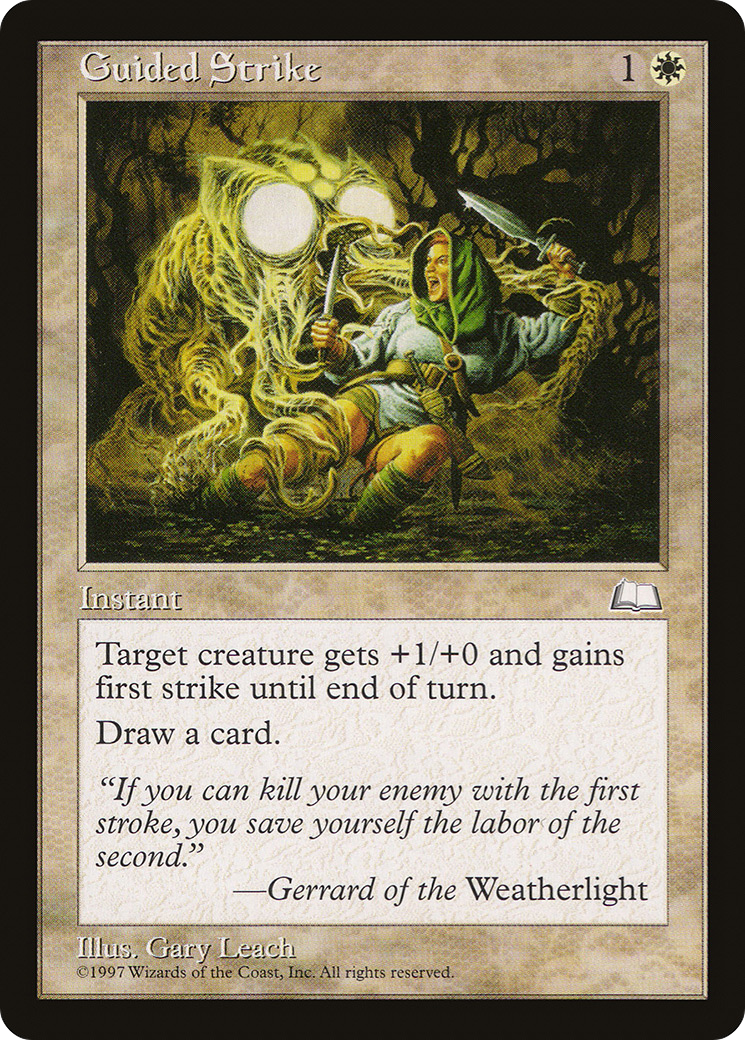 Guided Strike 1
Instant
Target creature gets +1/+0 and gains
first strike until end of turn.
Draw a card.
“If you can kill your enemy with the first
stroke, you save yourself the labor of the
second.”
—Gerrard of the Weatherlight
Illus. Gary Leach
©1997 Wizards of the Coast, Inc. All rights reserved.